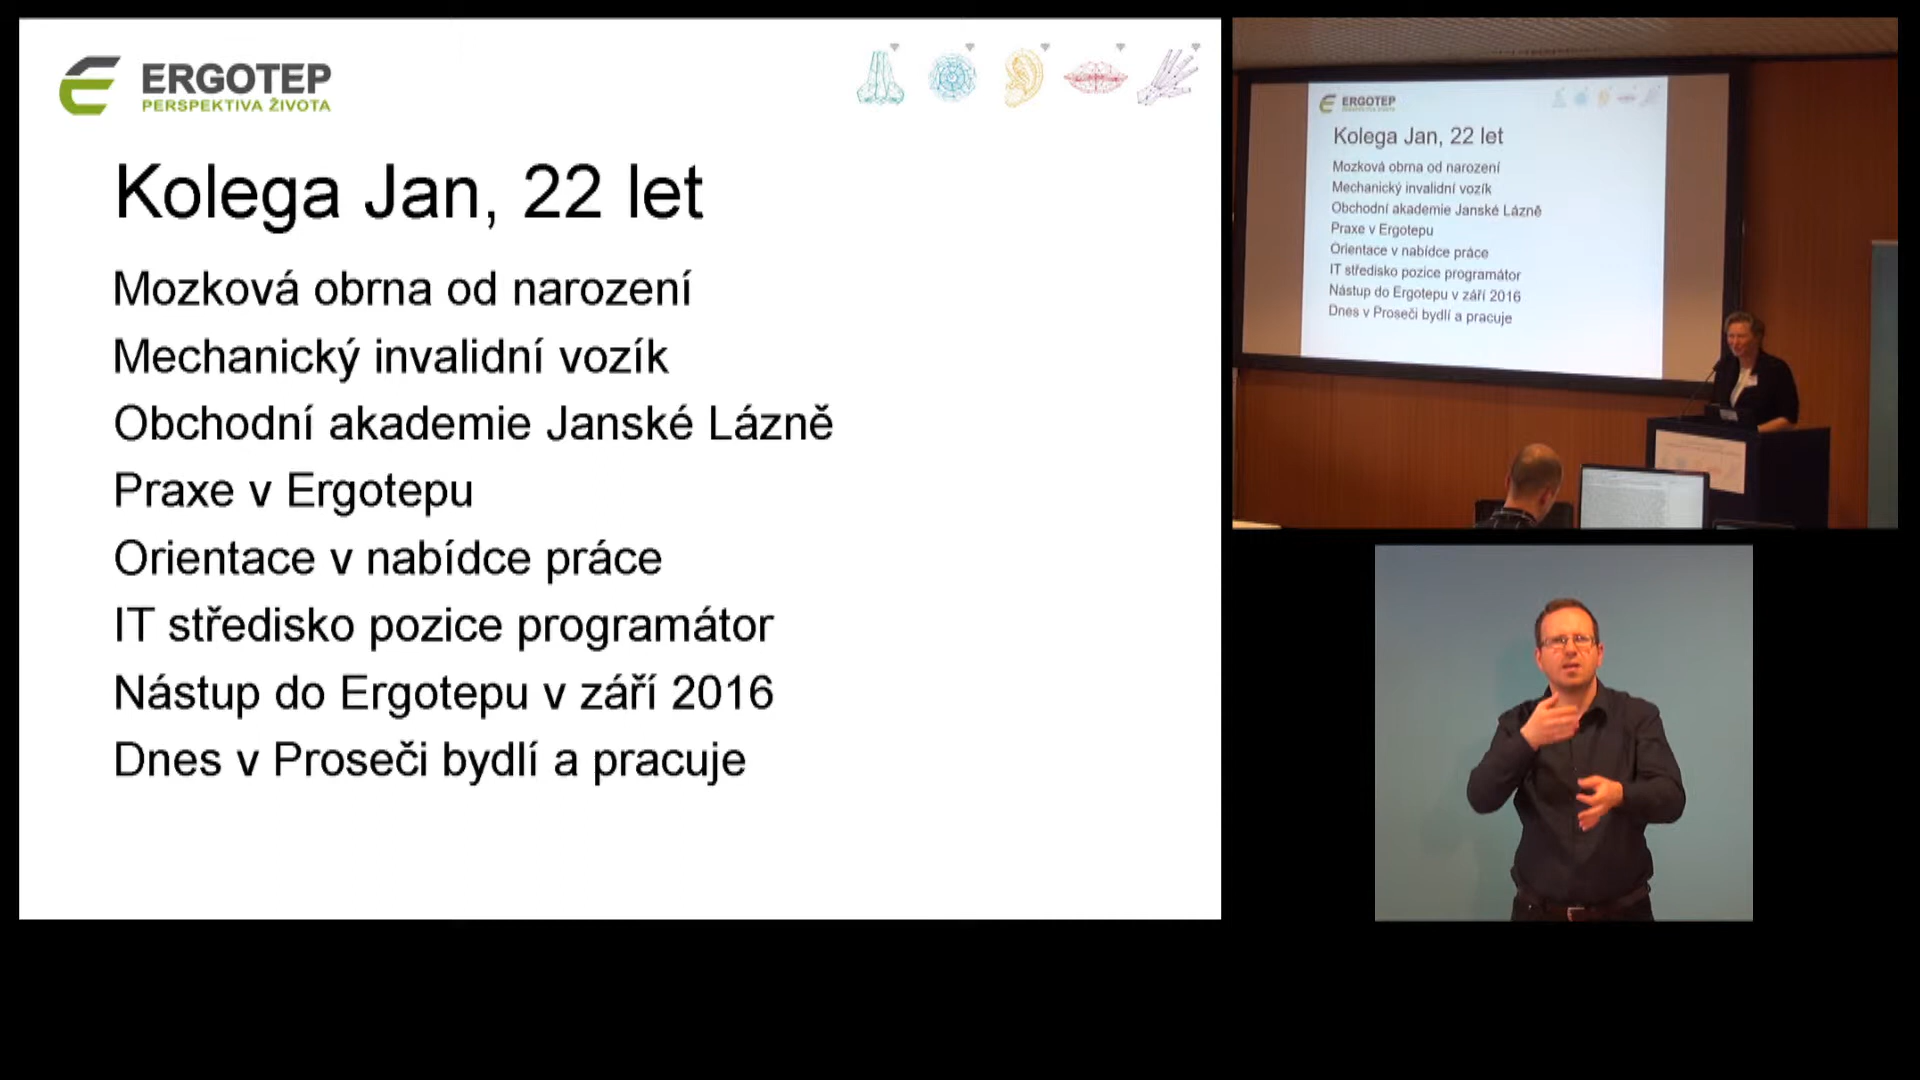 ERGOTEP
PERSPEKTIVA ŽIVOTA
Kolega Jan, 22 let
Mozková obrna od narození
Mechanický invalidní vozík
Obchodní akademie Janské Lázně
Praxe v Ergotepu
Orientace v nabídce práce
IT středisko pozice programátor
Nástup do Ergotepu v září 2016
Dnes v Proseči bydlí a pracuje
ERGOTEP
Kolega Jan, 22 let
Mozková obrna od narození
Mechanický invalidní vozík
Obchodní akademie Janské Lázně
Praxe v Ergotepu
Orientace v nabídce práce
IT středisko pozice programátor
Nástup do Ergotepu v září 2016
Dnes v Proseči bydlí a pracuje